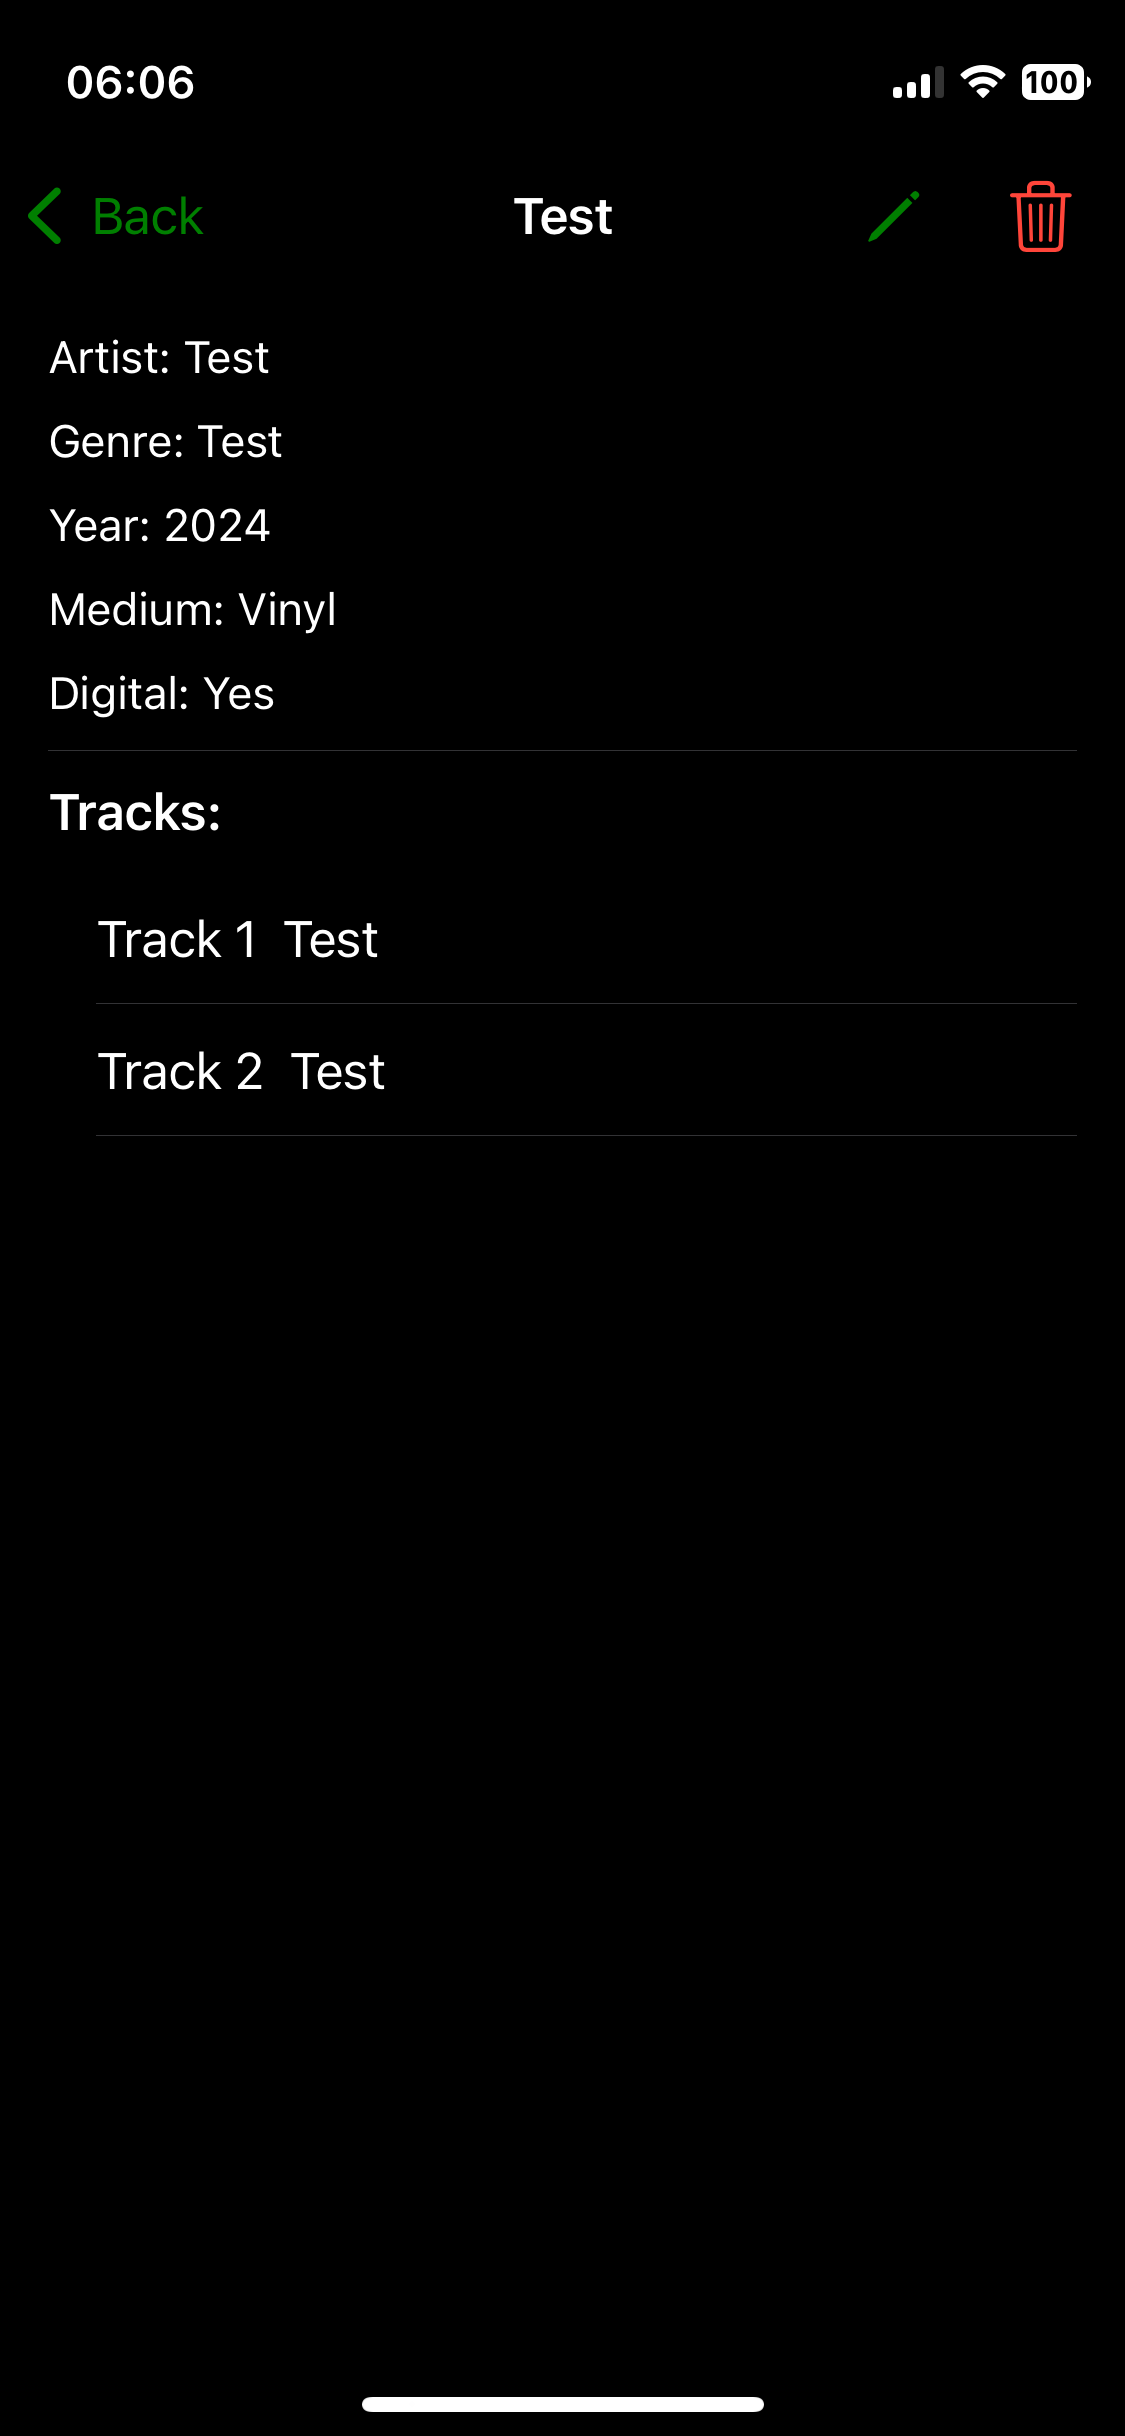 06:06
100
Back
Test
Artist: Test
Genre: Test
Year: 2024
Medium: Vinyl
Digital: Yes
Tracks:
Track 1 Test
Track 2 Test